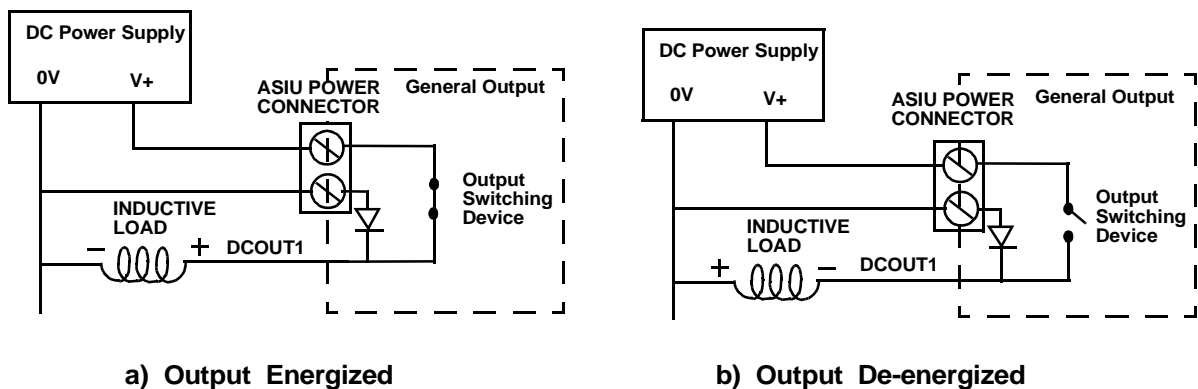 DC Power Supply
0V
V+
ASIU POWER
CONNECTOR
General Output
Output
Switching
Device
INDUCTIVE
LOAD
–
+
DCOUT1
a) Output Energized
DC Power Supply
0V
V+
ASIU POWER
CONNECTOR
General Output
Output
Switching
Device
INDUCTIVE
LOAD
+
–
DCOUT1
b) Output De-energized